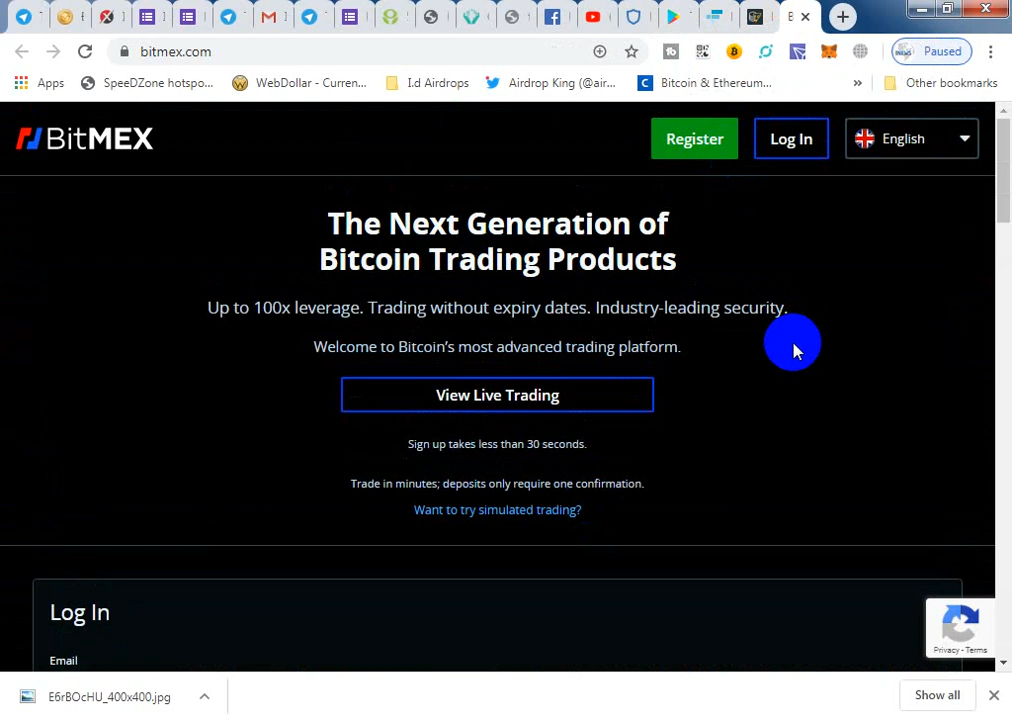 bitmex.com
Paused
Apps
SpeeDZone hotspo...
WebDollar - Curren...
I.d Airdrops
Airdrop King (@air...
Bitcoin & Ethereum...
»
Other bookmarks
BitMEX
Register
Log In
English
The Next Generation of
Bitcoin Trading Products
Up to 100x leverage. Trading without expiry dates. Industry-leading security.
Welcome to Bitcoin's most advanced trading platform.
View Live Trading
Sign up takes less than 30 seconds.
Trade in minutes; deposits only require one confirmation.
Want to try simulated trading?
Log In
Email
Privacy - Terms
E6rBOcHU_400x400.jpg
Show all